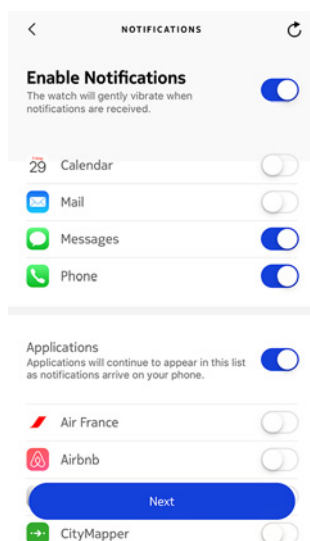 NOTIFICATIONS
Enable Notifications
The watch will gently vibrate when
notifications are received.
29 Calendar
Mail
Messages
Phone
Applications
Applications will continue to appear in this list
as notifications arrive on your phone.
Air France
Airbnb
Next
CityMapper